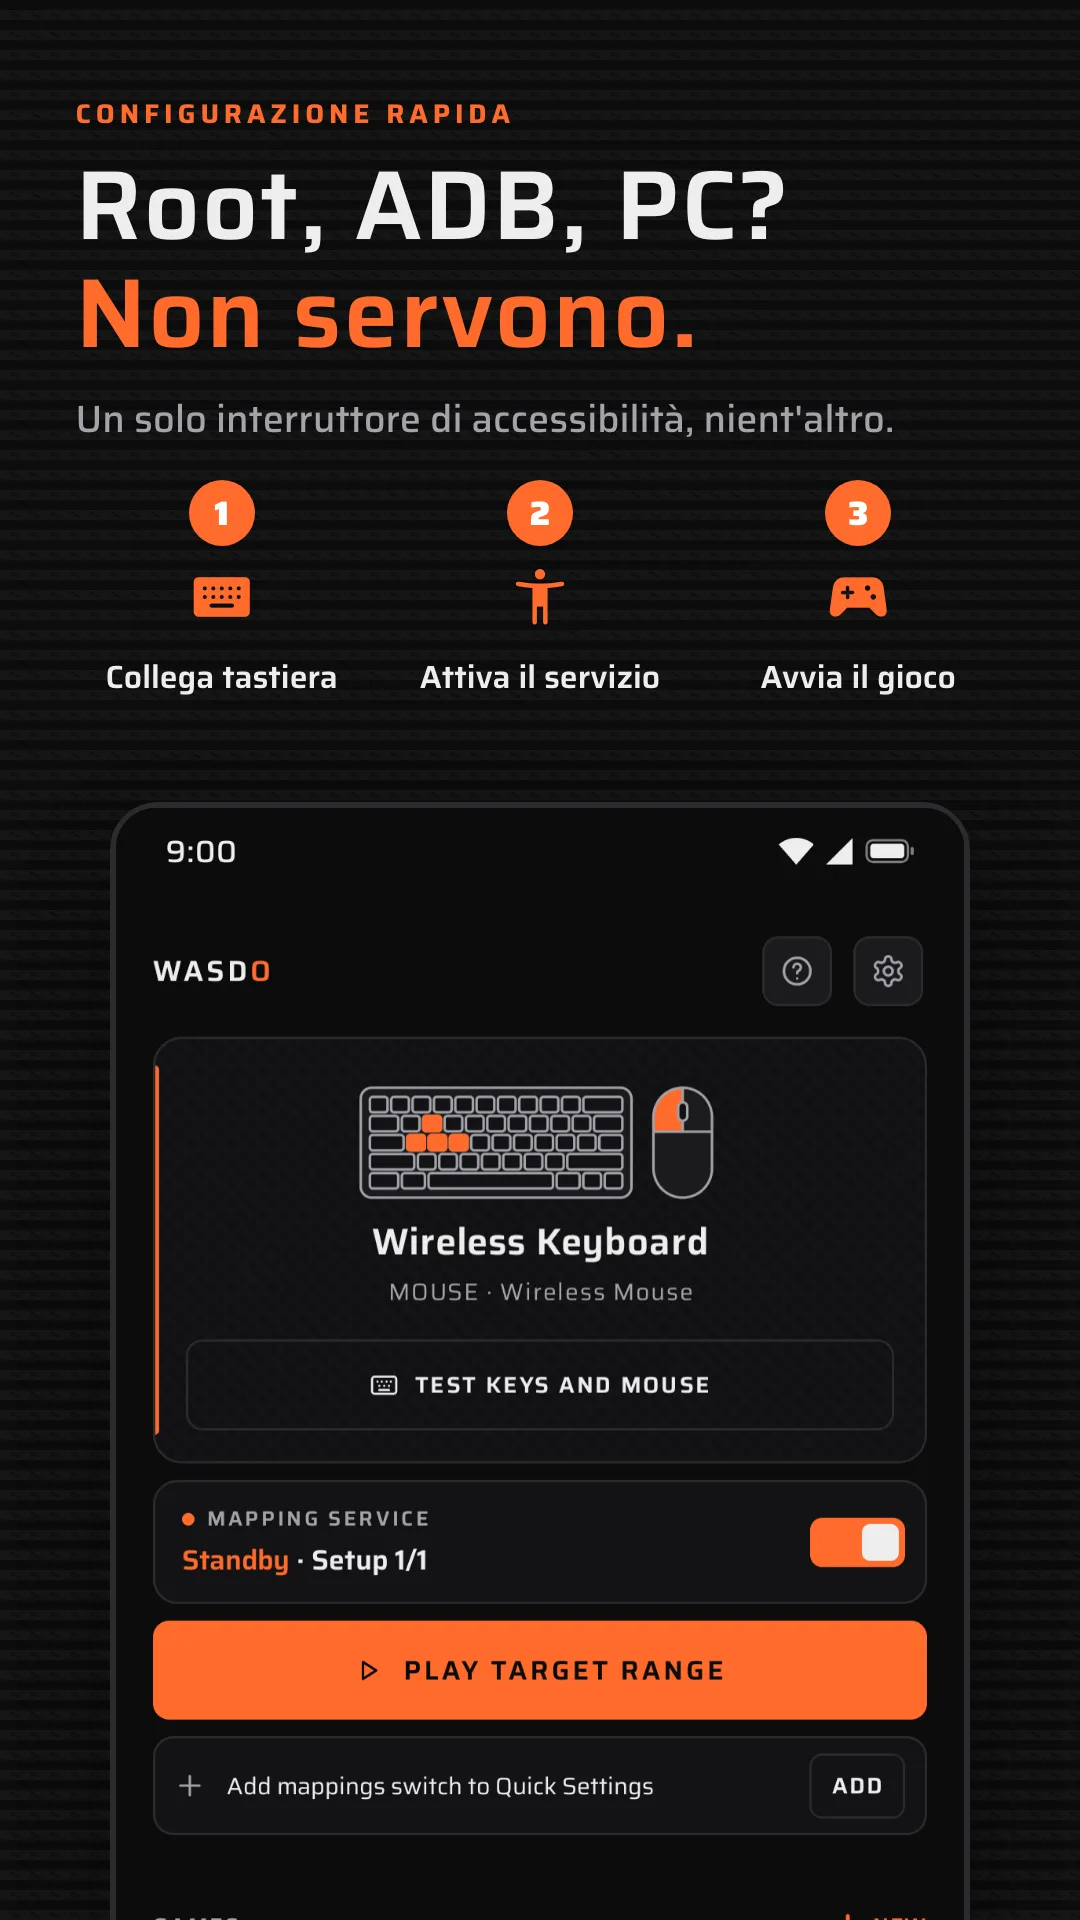 CONFIGURAZIONE RAPIDA
Root, ADB, PC?
Non servono.
Un solo interruttore di accessibilità, nient'altro.
1 2 3
Collega tastiera Attiva il servizio Avvia il gioco
9:00
WASDO
Wireless Keyboard
MOUSE · Wireless Mouse
TEST KEYS AND MOUSE
MAPPING SERVICE
Standby · Setup 1/1
PLAY TARGET RANGE
Add mappings switch to Quick Settings ADD